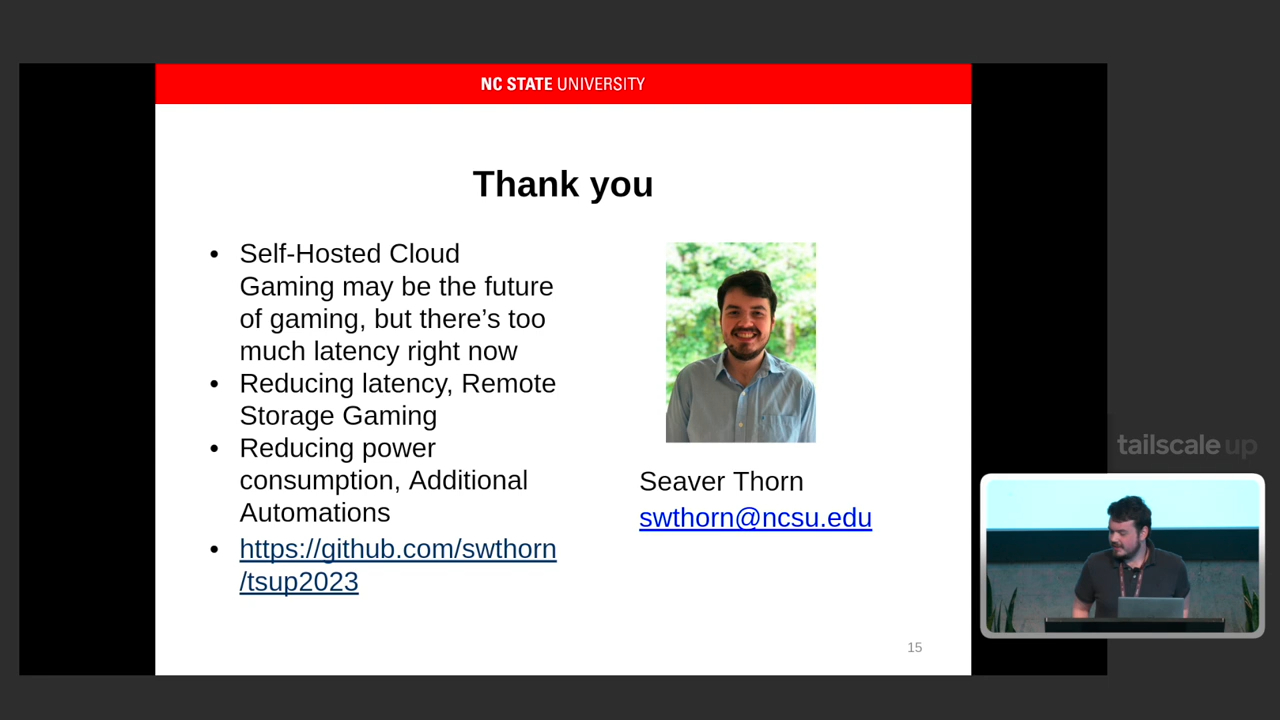 NC STATE UNIVERSITY
Thank you
• Self-Hosted Cloud
Gaming may be the future
of gaming, but there’s too
much latency right now
• Reducing latency, Remote
Storage Gaming
• Reducing power
consumption, Additional
Automations
• https://github.com/swthorn
/tsup2023
Seaver Thorn
swthorn@ncsu.edu
15
tailscale up